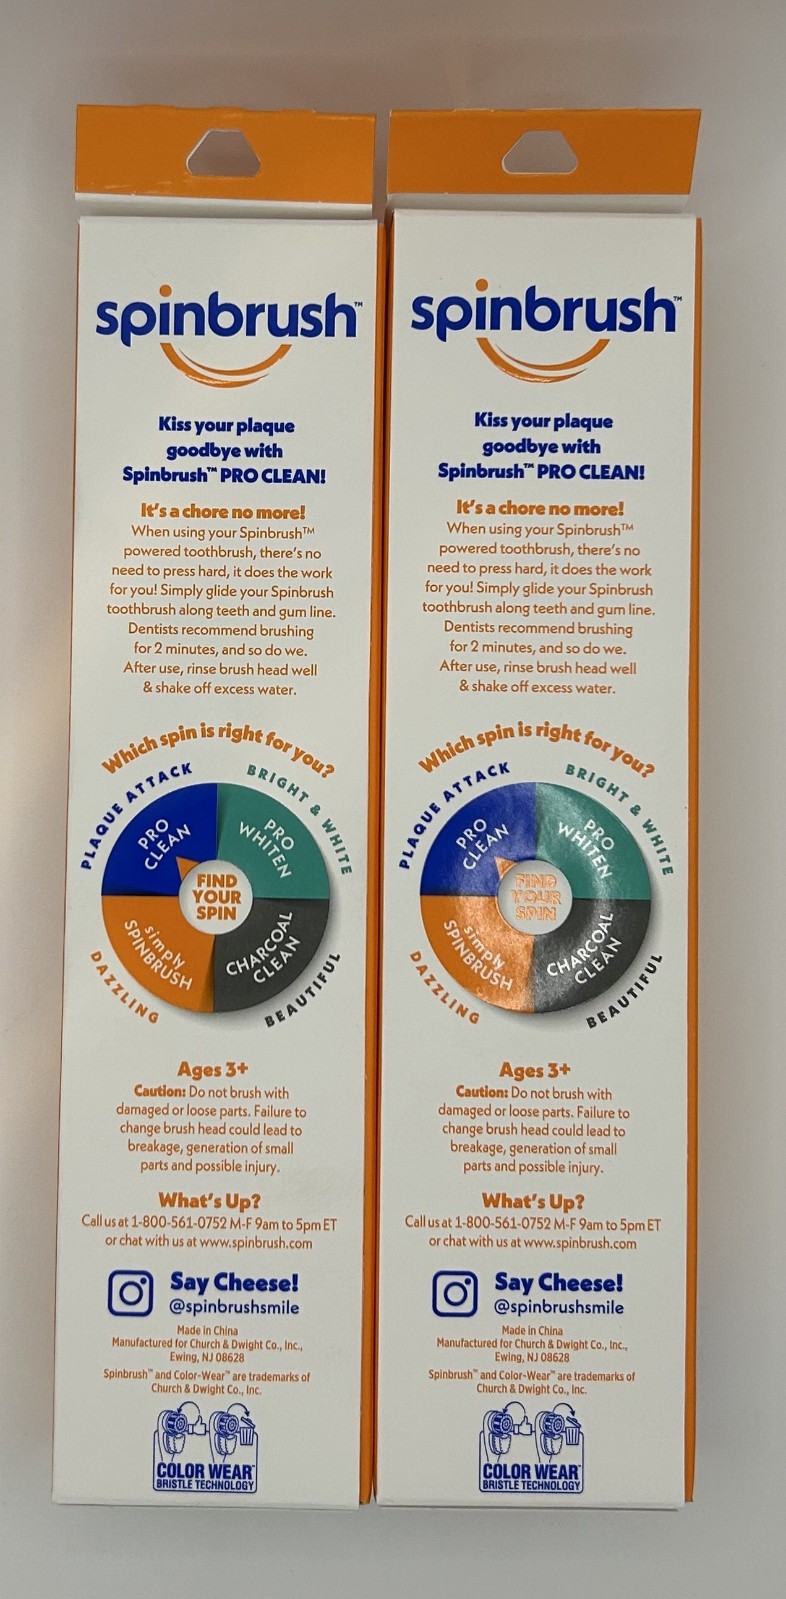 spinbrush™
Kiss your plaque
goodbye with
Spinbrush™ PRO CLEAN!
It's a chore no more!
When using your Spinbrush™
powered toothbrush, there's no
need to press hard, it does the work
for you! Simply glide your Spinbrush
toothbrush along teeth and gum line.
Dentists recommend brushing
for 2 minutes, and so do we.
After use, rinse brush head well
& shake off excess water.
Which spin is right for you?
PLAQUE ATTACK
BRIGHT & WHITE
PRO
CLEAN
PRO
WHITEN
FIND
YOUR
SPIN
simply
SPINBRUSH
CHARCOAL
CLEAN
DAZZLING
BEAUTIFUL
Ages 3+
Caution: Do not brush with
damaged or loose parts. Failure to
change brush head could lead to
breakage, generation of small
parts and possible injury.
What's Up?
Call us at 1-800-561-0752 M-F 9am to 5pm ET
or chat with us at www.spinbrush.com
Say Cheese!
@spinbrushsmile
Made in China
Manufactured for Church & Dwight Co., Inc.,
Ewing, NJ 08628
Spinbrush™ and Color-Wear™ are trademarks of
Church & Dwight Co., Inc.
COLOR WEAR™
BRISTLE TECHNOLOGY
spinbrush™
Kiss your plaque
goodbye with
Spinbrush™ PRO CLEAN!
It's a chore no more!
When using your Spinbrush™
powered toothbrush, there's no
need to press hard, it does the work
for you! Simply glide your Spinbrush
toothbrush along teeth and gum line.
Dentists recommend brushing
for 2 minutes, and so do we.
After use, rinse brush head well
& shake off excess water.
Which spin is right for you?
PLAQUE ATTACK
BRIGHT & WHITE
PRO
CLEAN
PRO
WHITEN
FIND
YOUR
SPIN
simply
SPINBRUSH
CHARCOAL
CLEAN
DAZZLING
BEAUTIFUL
Ages 3+
Caution: Do not brush with
damaged or loose parts. Failure to
change brush head could lead to
breakage, generation of small
parts and possible injury.
What's Up?
Call us at 1-800-561-0752 M-F 9am to 5pm ET
or chat with us at www.spinbrush.com
Say Cheese!
@spinbrushsmile
Made in China
Manufactured for Church & Dwight Co., Inc.,
Ewing, NJ 08628
Spinbrush™ and Color-Wear™ are trademarks of
Church & Dwight Co., Inc.
COLOR WEAR™
BRISTLE TECHNOLOGY